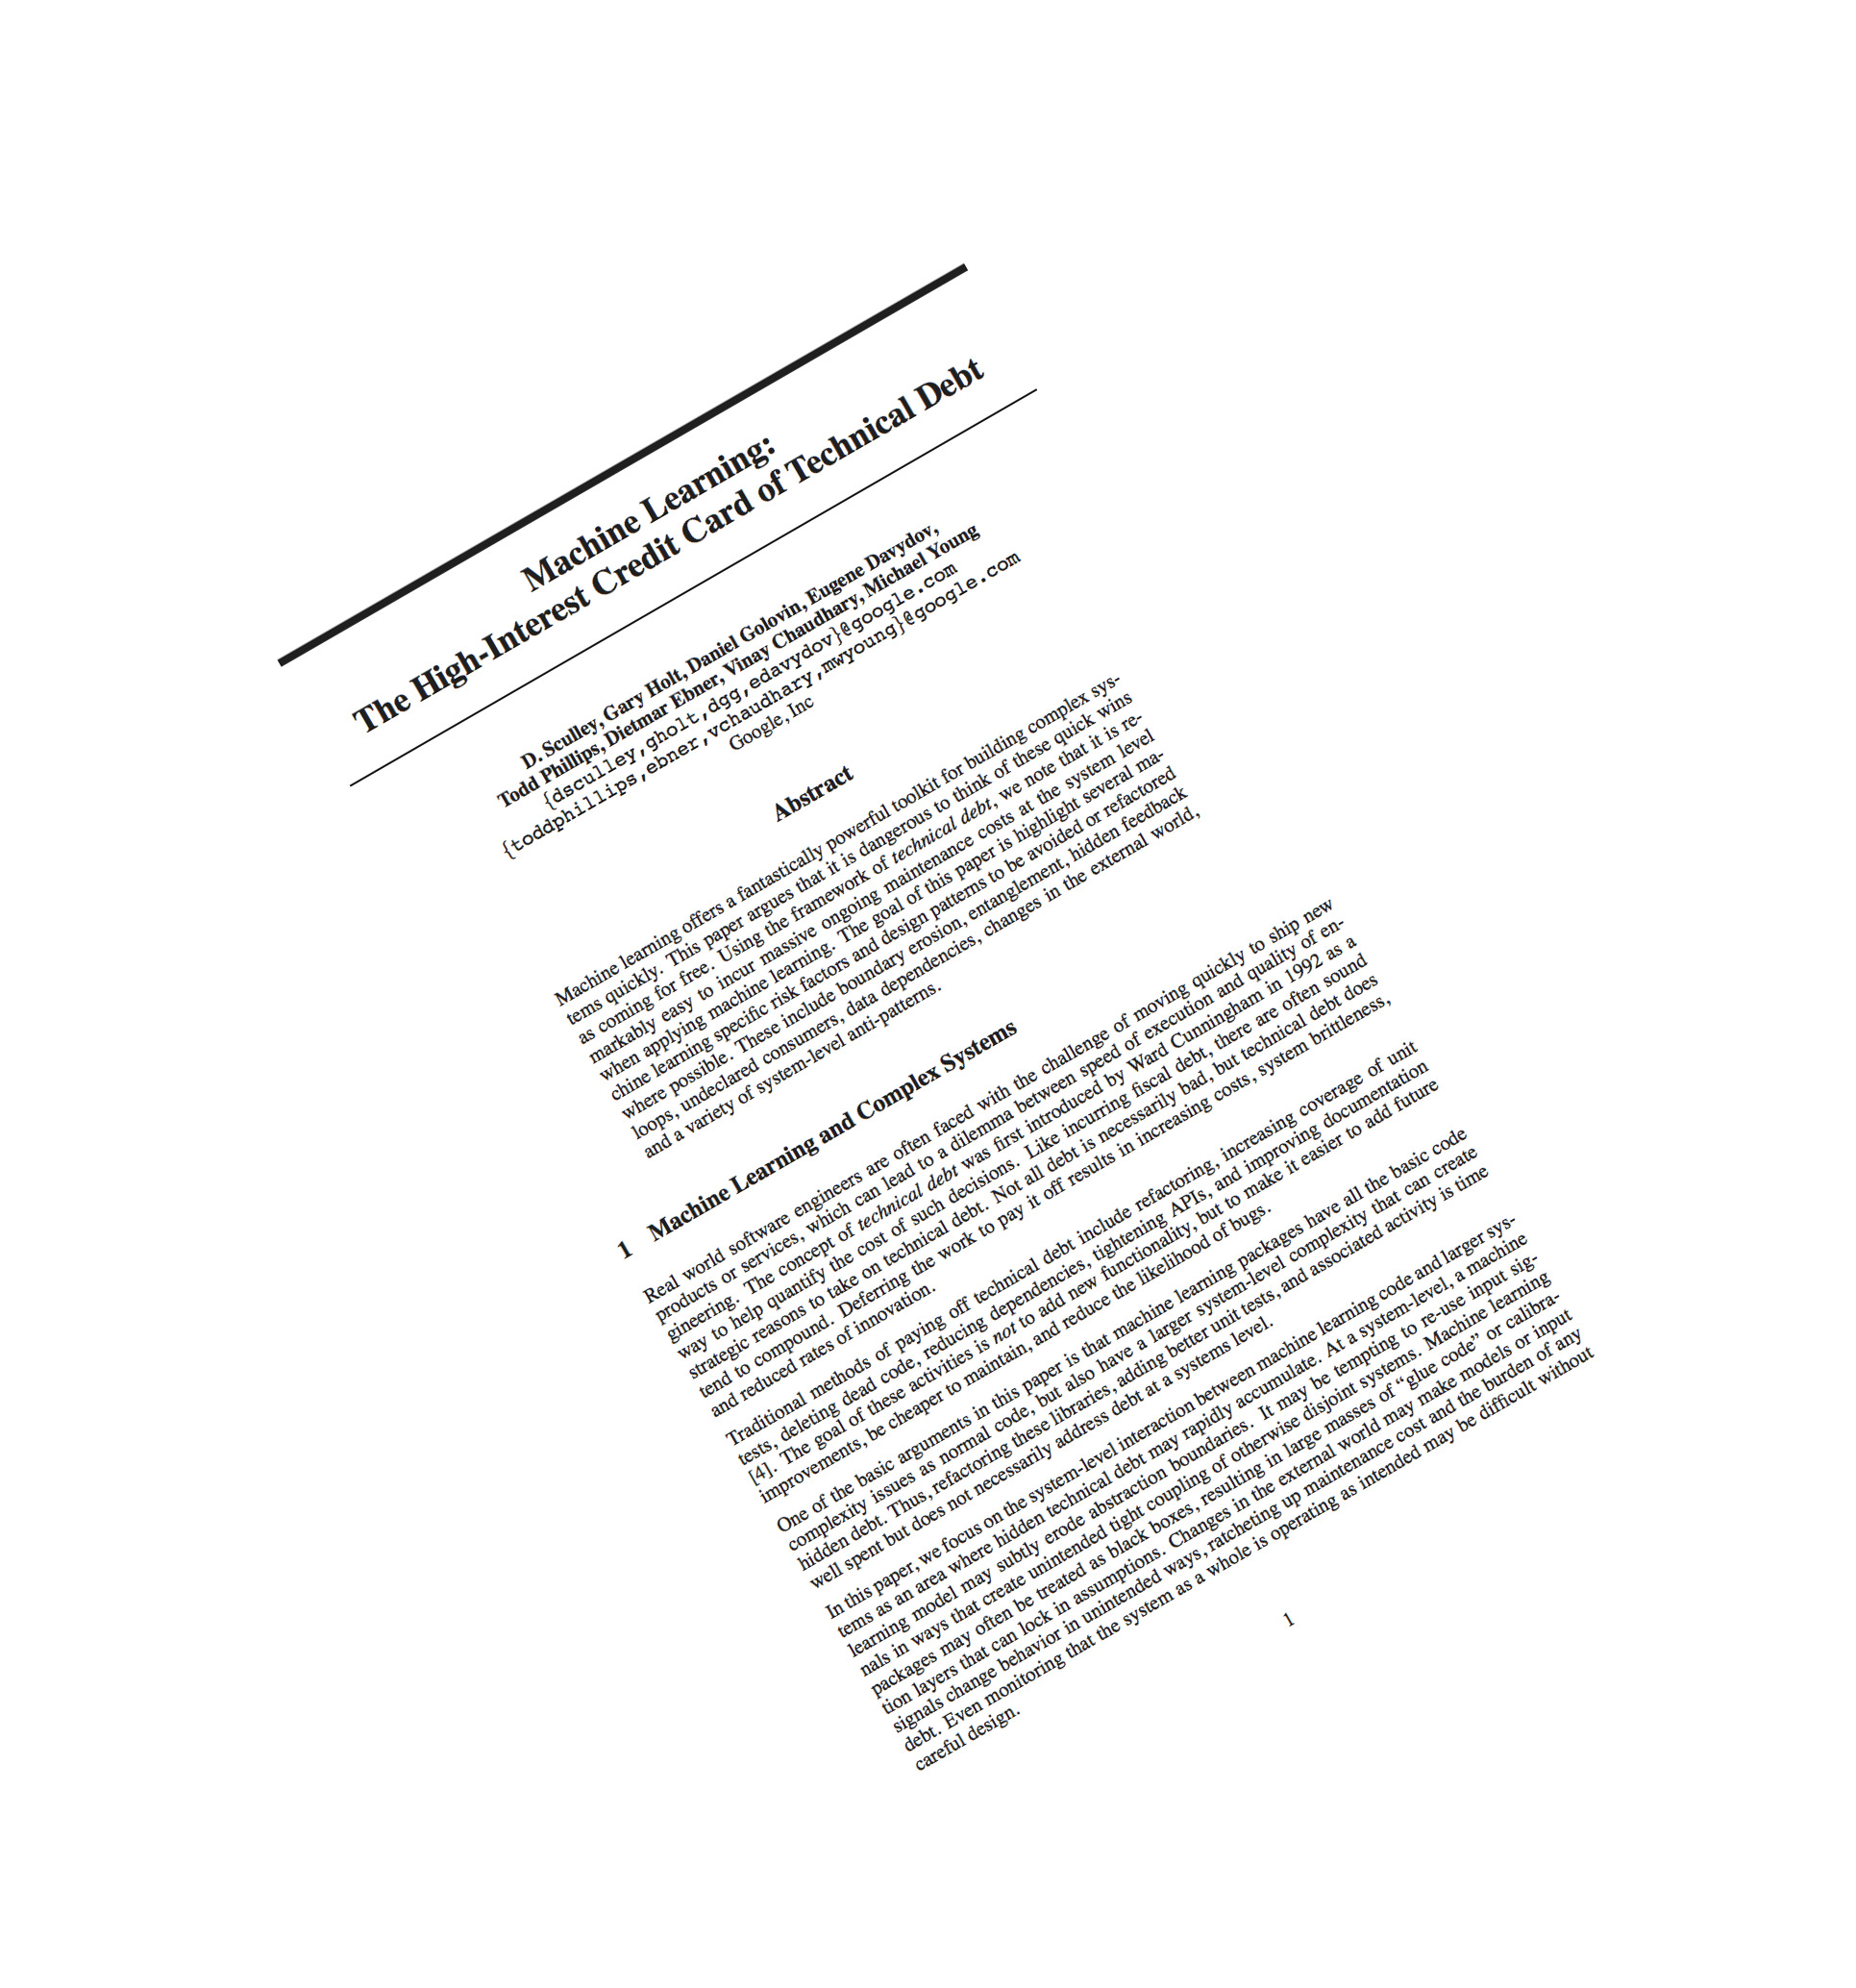 Machine Learning:
The High-Interest Credit Card of Technical Debt
D. Sculley, Gary Holt, Daniel Golovin, Eugene Davydov,
Todd Phillips, Dietmar Ebner, Vinay Chaudhary, Michael Young
{dsculley,gholt,dgg,edavydov}@google.com
{toddphillips,ebner,vchaudhary,mwyoung}@google.com
Google, Inc
Abstract
Machine learning offers a fantastically powerful toolkit for building complex sys-
tems quickly. This paper argues that it is dangerous to think of these quick wins
as coming for free. Using the framework of technical debt, we note that it is re-
markably easy to incur massive ongoing maintenance costs at the system level
when applying machine learning. The goal of this paper is highlight several ma-
chine learning specific risk factors and design patterns to be avoided or refactored
where possible. These include boundary erosion, entanglement, hidden feedback
loops, undeclared consumers, data dependencies, changes in the external world,
and a variety of system-level anti-patterns.
1 Machine Learning and Complex Systems
Real world software engineers are often faced with the challenge of moving quickly to ship new
products or services, which can lead to a dilemma between speed of execution and quality of en-
gineering. The concept of technical debt was first introduced by Ward Cunningham in 1992 as a
way to help quantify the cost of such decisions. Like incurring fiscal debt, there are often sound
strategic reasons to take on technical debt. Not all debt is necessarily bad, but technical debt does
tend to compound. Deferring the work to pay it off results in increasing costs, system brittleness,
and reduced rates of innovation.
Traditional methods of paying off technical debt include refactoring, increasing coverage of unit
tests, deleting dead code, reducing dependencies, tightening APIs, and improving documentation
[4]. The goal of these activities is not to add new functionality, but to make it easier to add future
improvements, be cheaper to maintain, and reduce the likelihood of bugs.
One of the basic arguments in this paper is that machine learning packages have all the basic code
complexity issues as normal code, but also have a larger system-level complexity that can create
hidden debt. Thus, refactoring these libraries, adding better unit tests, and associated activity is time
well spent but does not necessarily address debt at a systems level.
In this paper, we focus on the system-level interaction between machine learning code and larger sys-
tems as an area where hidden technical debt may rapidly accumulate. At a system-level, a machine
learning model may subtly erode abstraction boundaries. It may be tempting to re-use input sig-
nals in ways that create unintended tight coupling of otherwise disjoint systems. Machine learning
packages may often be treated as black boxes, resulting in large masses of “glue code” or calibra-
tion layers that can lock in assumptions. Changes in the external world may make models or input
signals change behavior in unintended ways, ratcheting up maintenance cost and the burden of any
debt. Even monitoring that the system as a whole is operating as intended may be difficult without
careful design.
1